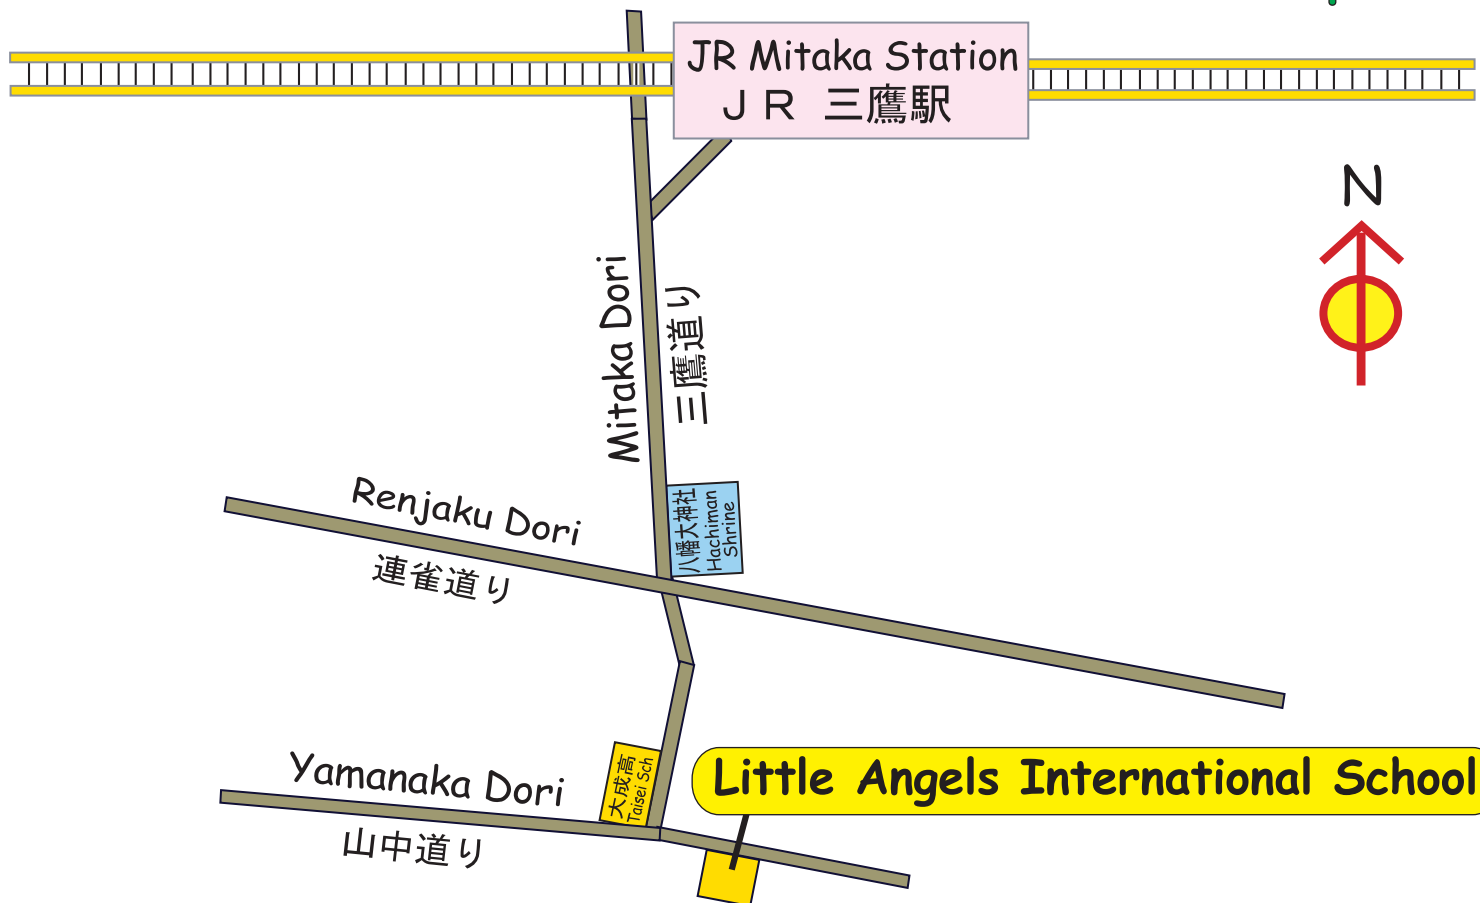 JR Mitaka Station
ＪＲ 三鷹駅
N
Mitaka Dori
三鷹道り
八幡大神社
Hachiman
Shrine
Renjaku Dori
連雀道り
大成高
Taisei Sch
Little Angels International School
Yamanaka Dori
山中道り